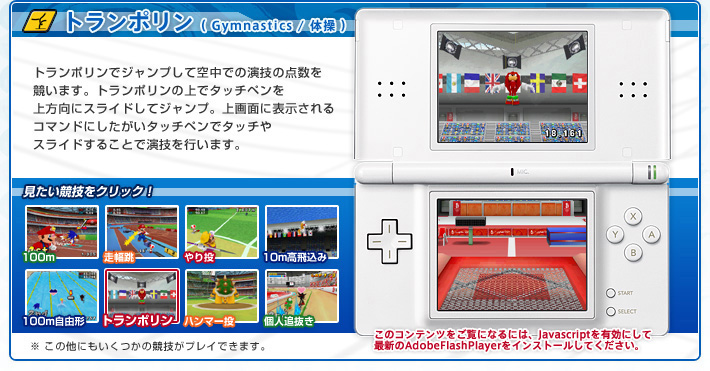 トランポリン ( Gymnastics / 体操 )
トランポリンでジャンプして空中での演技の点数を
競います。トランポリンの上でタッチペンを
上方向にスライドしてジャンプ。上画面に表示される
コマンドにしたがいタッチペンでタッチや
スライドすることで演技を行います。
18.161
MIC.
X
Y
A
B
START
SELECT
見たい競技をクリック!
100m
走幅跳
やり投
10m高飛込み
100m自由形
トランポリン
ハンマー投
個人追抜き
※ この他にもいくつかの競技がプレイできます。
このコンテンツをご覧になるには、Javascriptを有効にして
最新のAdobeFlashPlayerをインストールしてください。